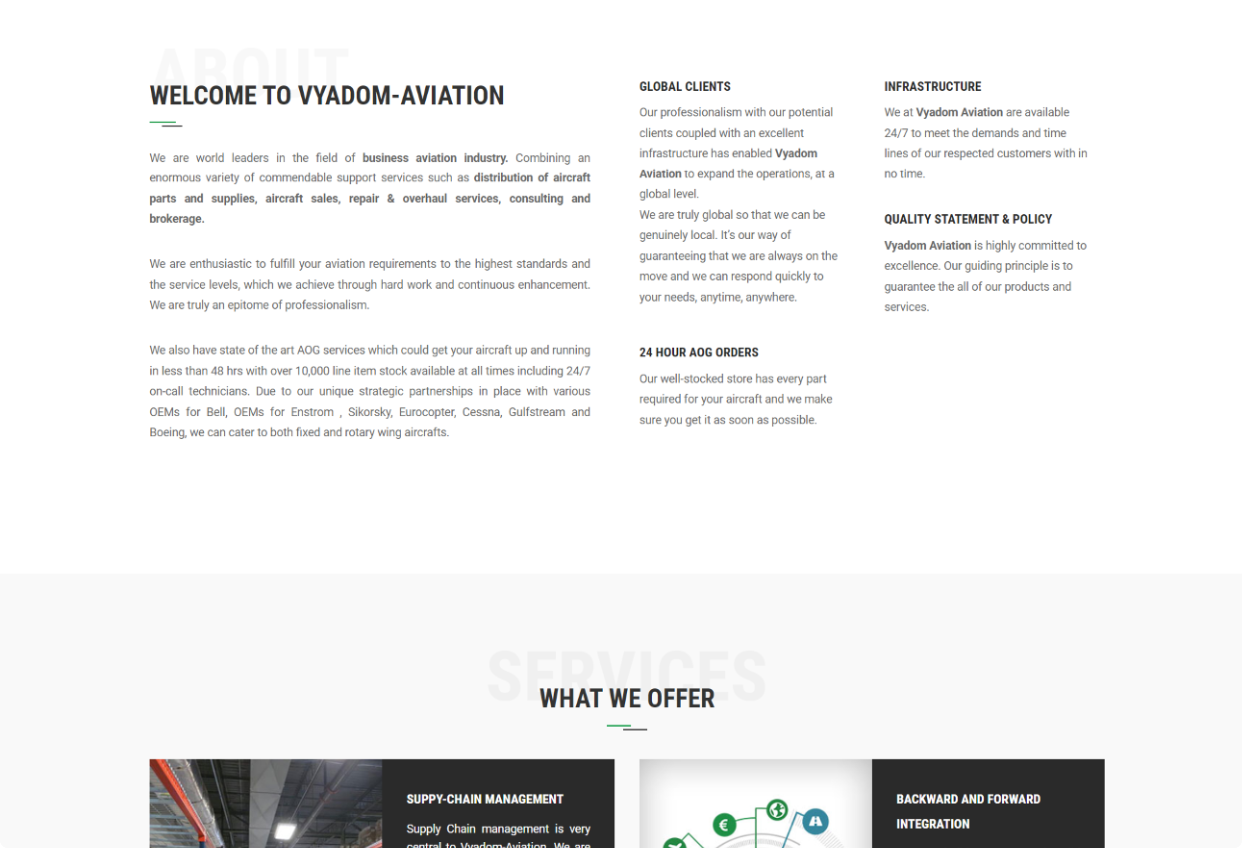 ABOUT
WELCOME TO VYADOM-AVIATION
We are world leaders in the field of business aviation industry. Combining an
enormous variety of commendable support services such as distribution of aircraft
parts and supplies, aircraft sales, repair & overhaul services, consulting and
brokerage.
We are enthusiastic to fulfill your aviation requirements to the highest standards and
the service levels, which we achieve through hard work and continuous enhancement.
We are truly an epitome of professionalism.
We also have state of the art AOG services which could get your aircraft up and running
in less than 48 hrs with over 10,000 line item stock available at all times including 24/7
on-call technicians. Due to our unique strategic partnerships in place with various
OEMs for Bell, OEMs for Enstrom , Sikorsky, Eurocopter, Cessna, Gulfstream and
Boeing, we can cater to both fixed and rotary wing aircrafts.
GLOBAL CLIENTS
Our professionalism with our potential
clients coupled with an excellent
infrastructure has enabled Vyadom
Aviation to expand the operations, at a
global level.
We are truly global so that we can be
genuinely local. It's our way of
guaranteeing that we are always on the
move and we can respond quickly to
your needs, anytime, anywhere.
24 HOUR AOG ORDERS
Our well-stocked store has every part
required for your aircraft and we make
sure you get it as soon as possible.
INFRASTRUCTURE
We at Vyadom Aviation are available
24/7 to meet the demands and time
lines of our respected customers with in
no time.
QUALITY STATEMENT & POLICY
Vyadom Aviation is highly committed to
excellence. Our guiding principle is to
guarantee the all of our products and
services.
SERVICES
WHAT WE OFFER
SUPPY-CHAIN MANAGEMENT
Supply Chain management is very
central to Vyadom-Aviation. We are
BACKWARD AND FORWARD
INTEGRATION